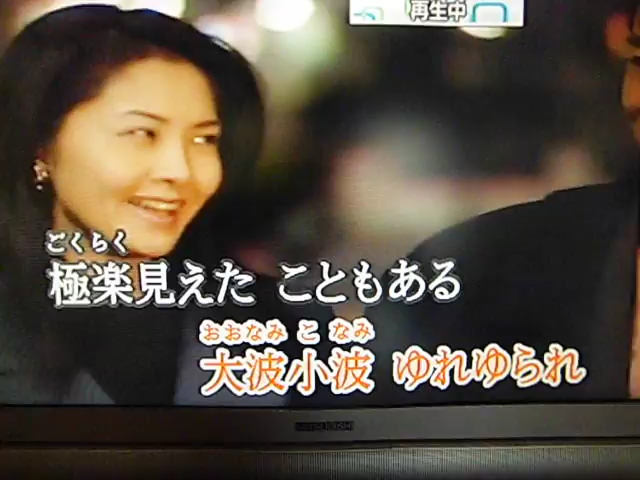 再生中
ごくらく
極楽見えた こともある
おおなみ こ なみ
大波小波 ゆれゆられ
MITSUBISHI